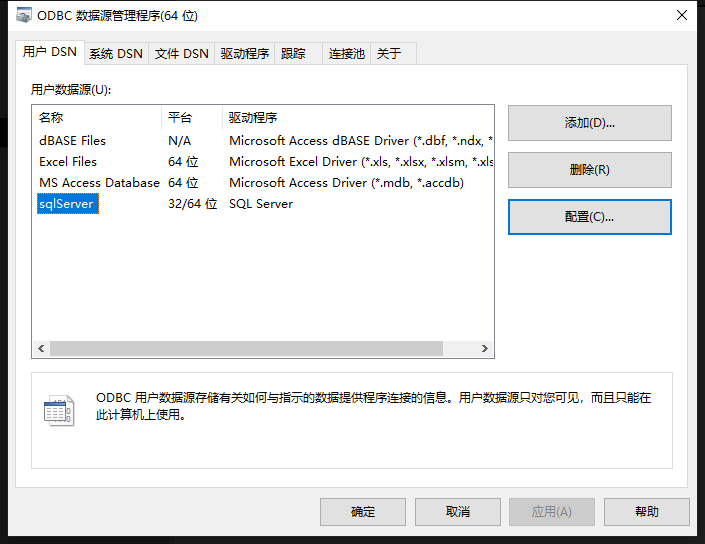 ODBC 数据源管理程序(64 位)
用户 DSN 系统 DSN 文件 DSN 驱动程序 跟踪 连接池 关于
用户数据源(U):
名称 平台 驱动程序
dBASE Files N/A Microsoft Access dBASE Driver (*.dbf, *.ndx, *
Excel Files 64 位 Microsoft Excel Driver (*.xls, *.xlsx, *.xlsm, *.xls
MS Access Database 64 位 Microsoft Access Driver (*.mdb, *.accdb)
sqlServer 32/64 位 SQL Server
添加(D)...
删除(R)
配置(C)...
ODBC 用户数据源存储有关如何与指示的数据提供程序连接的信息。用户数据源只对您可见，而且只能在
此计算机上使用。
确定 取消 应用(A) 帮助